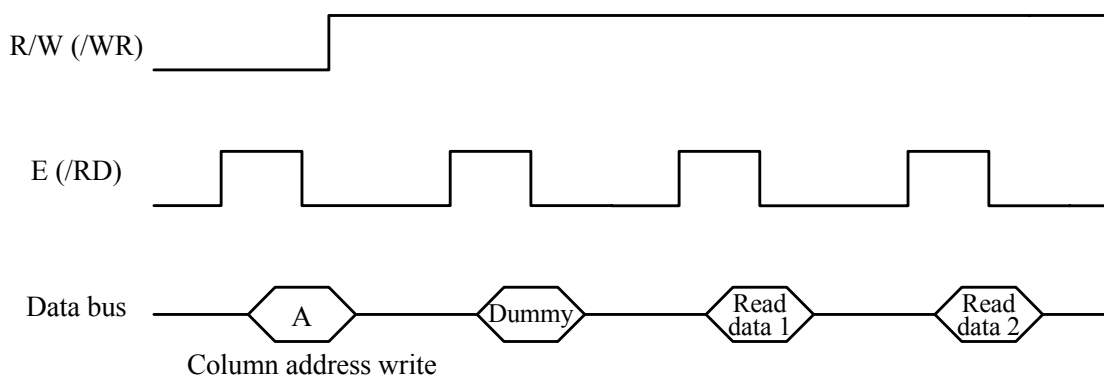 R/W (/WR)
E (/RD)
Data bus
A
Dummy
Read
data 1
Read
data 2
Column address write